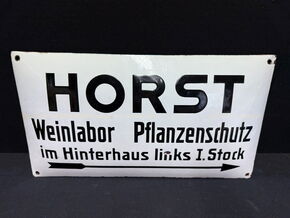 HORST
Weinlabor Pflanzenschutz
im Hinterhaus links I.Stock